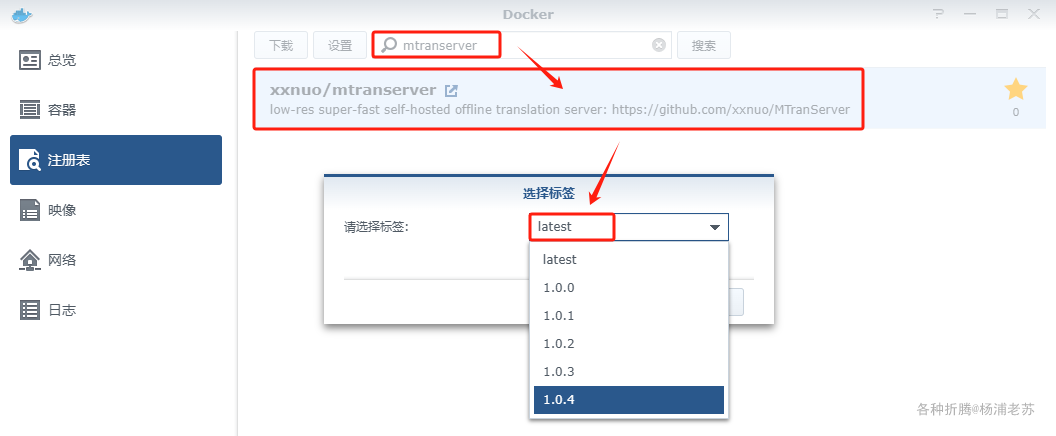 Docker
总览
容器
注册表
映像
网络
日志
下载 设置 mtranserver 搜索
xxnuo/mtranserver
low-res super-fast self-hosted offline translation server: https://github.com/xxnuo/MTranServer
0
选择标签
请选择标签: latest
latest
1.0.0
1.0.1
1.0.2
1.0.3
1.0.4
各种折腾@杨浦老苏